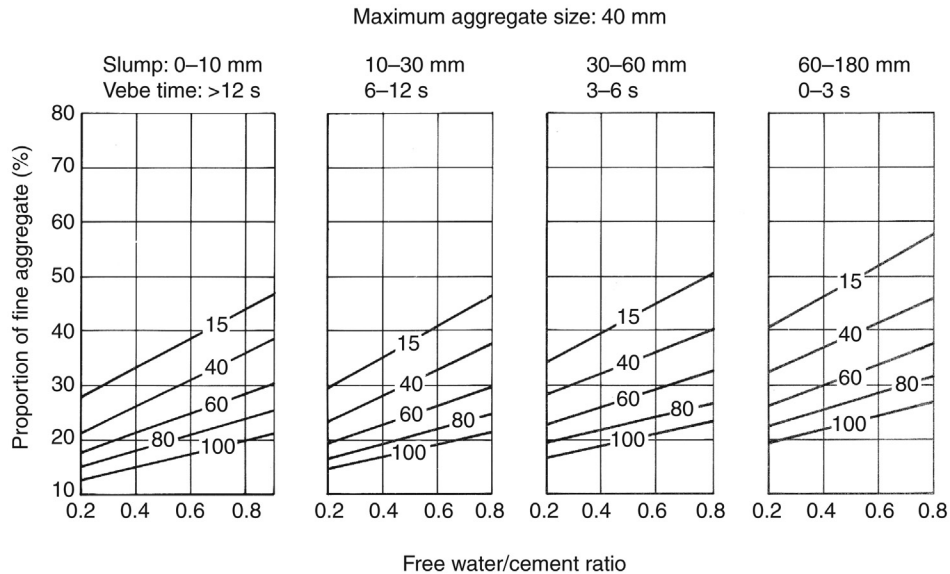 Maximum aggregate size: 40 mm
Slump: 0–10 mm
Vebe time: >12 s
10–30 mm
6–12 s
30–60 mm
3–6 s
60–180 mm
0–3 s
Proportion of fine aggregate (%)
80
70
60
50
40
30
20
10
15
40
60
80
100
0.2 0.4 0.6 0.8
15
40
60
80
100
0.2 0.4 0.6 0.8
15
40
60
80
100
0.2 0.4 0.6 0.8
15
40
60
80
100
0.2 0.4 0.6 0.8
Free water/cement ratio